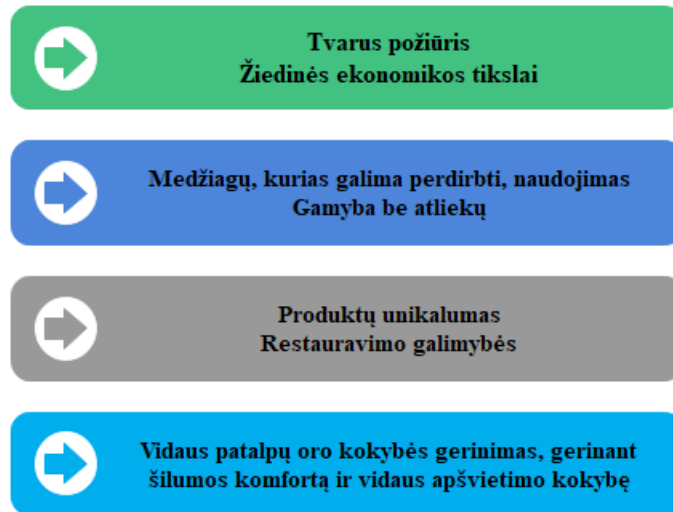 Tvarus požiūris
Žiedinės ekonomikos tikslai
Medžiagų, kurias galima perdirbti, naudojimas
Gamyba be atliekų
Produktų unikalumas
Restauravimo galimybės
Vidaus patalpų oro kokybės gerinimas, gerinant
šilumos komfortą ir vidaus apšvietimo kokybę